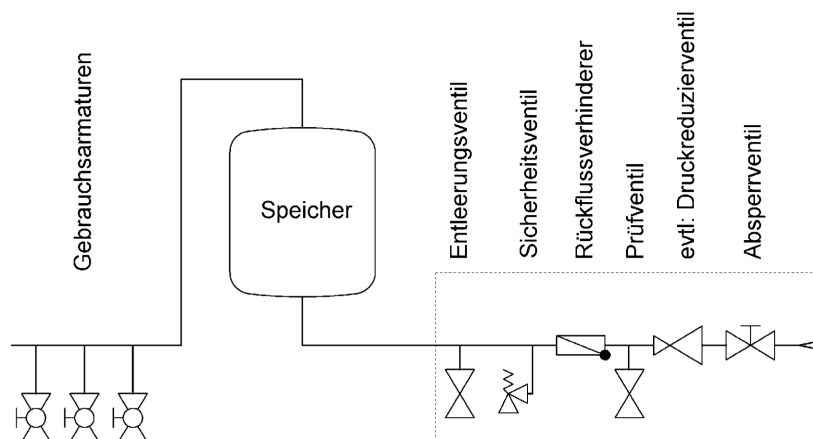 Gebrauchsarmaturen
Speicher
Entleerungsventil
Sicherheitsventil
Rückflussverhinderer
Prüfventil
evtl: Druckreduzierventil
Absperrventil